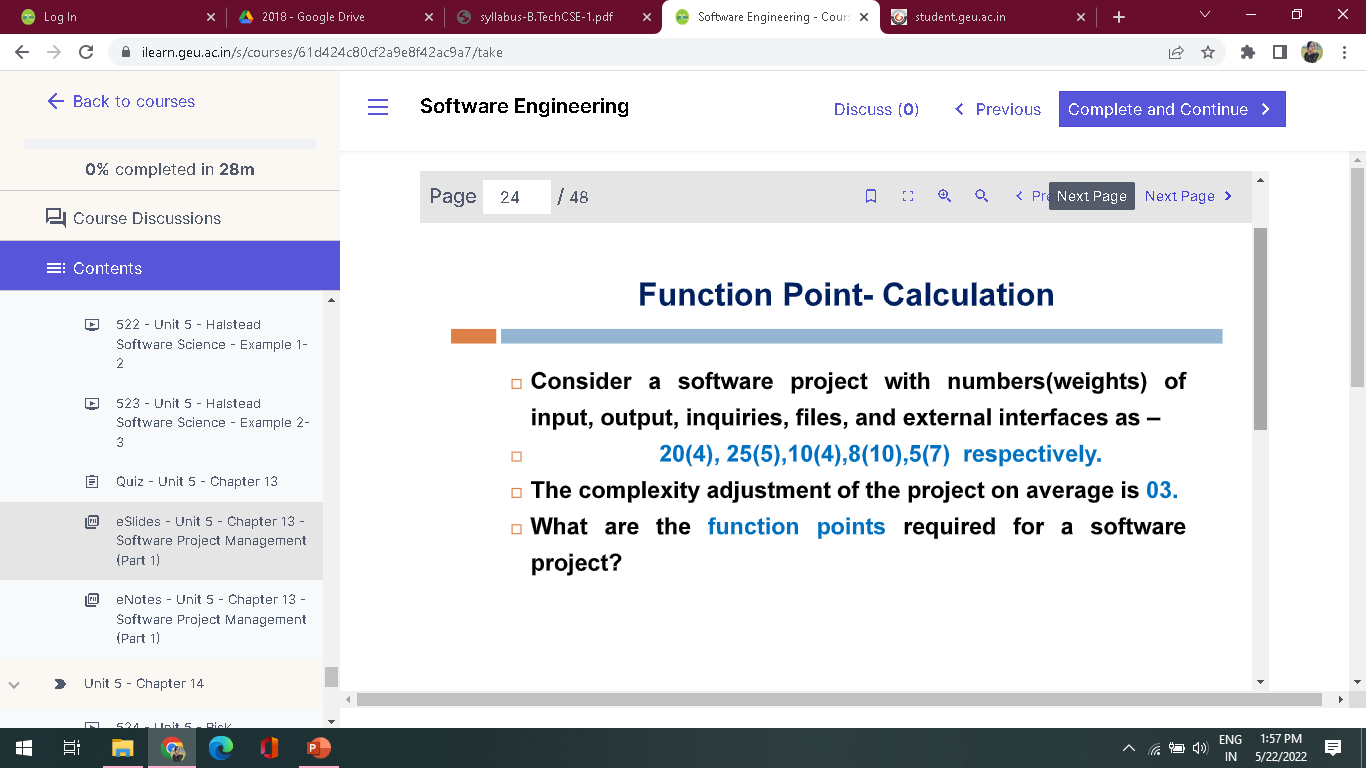 Log In
2018 - Google Drive
syllabus-B.TechCSE-1.pdf
Software Engineering - Cours
student.geu.ac.in
ilearn.geu.ac.in/s/courses/61d424c80cf2a9e8f42ac9a7/take
Back to courses
0% completed in 28m
Course Discussions
Contents
522 - Unit 5 - Halstead
Software Science - Example 1-
2
523 - Unit 5 - Halstead
Software Science - Example 2-
3
Quiz - Unit 5 - Chapter 13
eSlides - Unit 5 - Chapter 13 -
Software Project Management
(Part 1)
eNotes - Unit 5 - Chapter 13 -
Software Project Management
(Part 1)
Unit 5 - Chapter 14
524 - Unit 5 - Risk
Software Engineering
Discuss (0)
Previous
Complete and Continue
Page 24 / 48
Pre
Next Page
Next Page
Function Point- Calculation
Consider a software project with numbers(weights) of
input, output, inquiries, files, and external interfaces as –
20(4), 25(5),10(4),8(10),5(7) respectively.
The complexity adjustment of the project on average is 03.
What are the function points required for a software
project?
ENG
IN
1:57 PM
5/22/2022